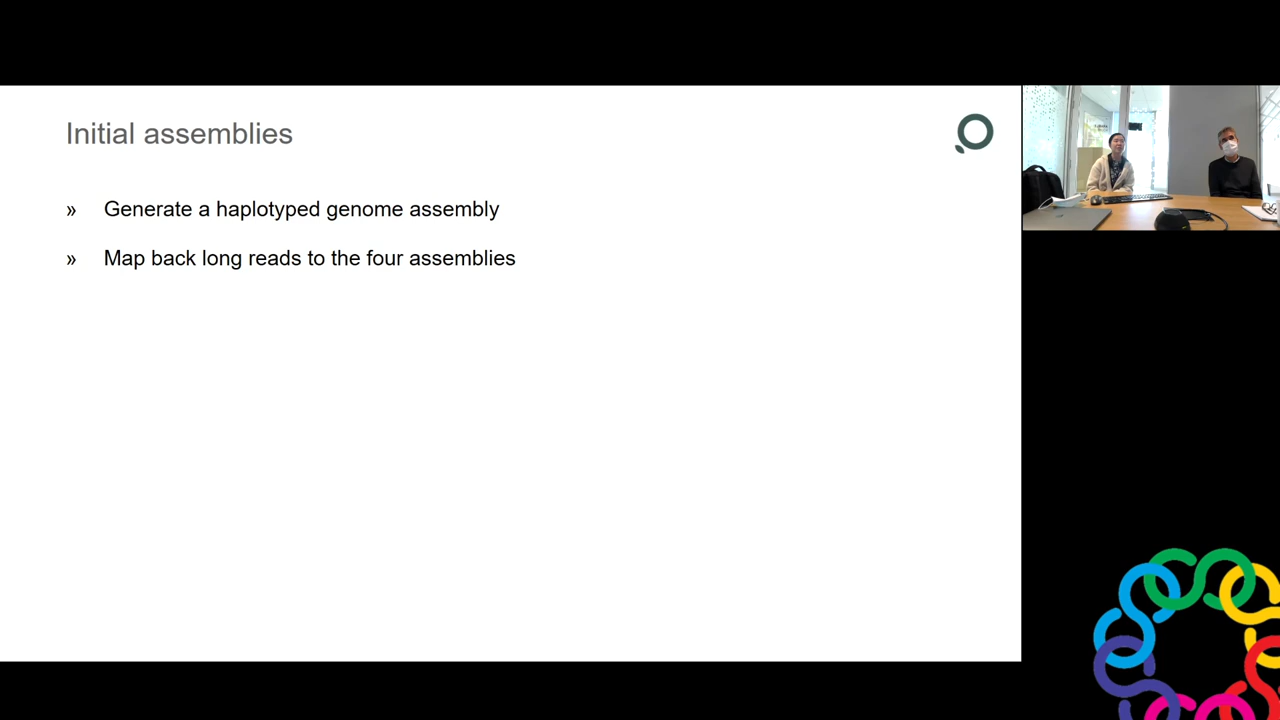 Initial assemblies
» Generate a haplotyped genome assembly
» Map back long reads to the four assemblies